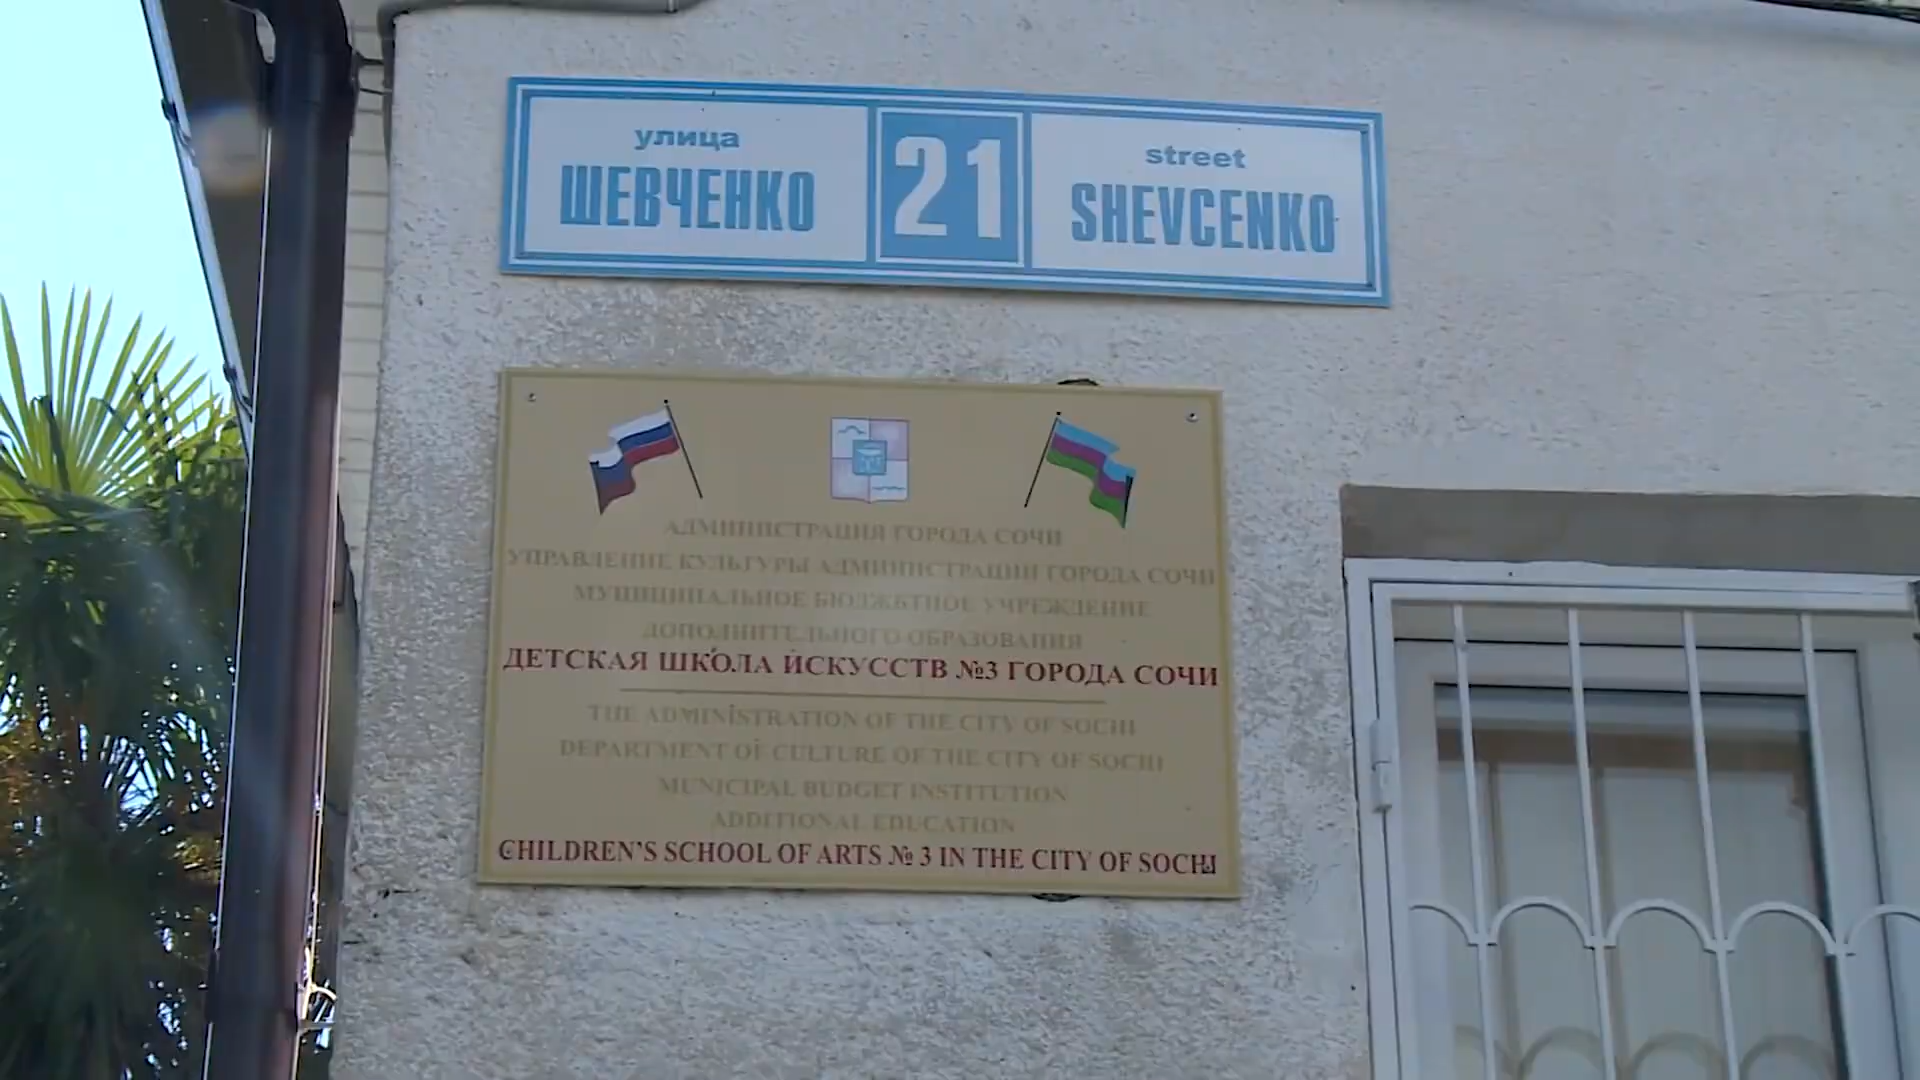 улица
ШЕВЧЕНКО
21
street
SHEVCENKO
АДМИНИСТРАЦИЯ ГОРОДА СОЧИ
УПРАВЛЕНИЕ КУЛЬТУРЫ АДМИНИСТРАЦИИ ГОРОДА СОЧИ
МУНИЦИПАЛЬНОЕ БЮДЖЕТНОЕ УЧРЕЖДЕНИЕ
ДОПОЛНИТЕЛЬНОГО ОБРАЗОВАНИЯ
ДЕТСКАЯ ШКОЛА ИСКУССТВ №3 ГОРОДА СОЧИ
THE ADMINISTRATION OF THE CITY OF SOCHI
DEPARTMENT OF CULTURE OF THE CITY OF SOCHI
MUNICIPAL BUDGET INSTITUTION
ADDITIONAL EDUCATION
CHILDREN'S SCHOOL OF ARTS № 3 IN THE CITY OF SOCHI